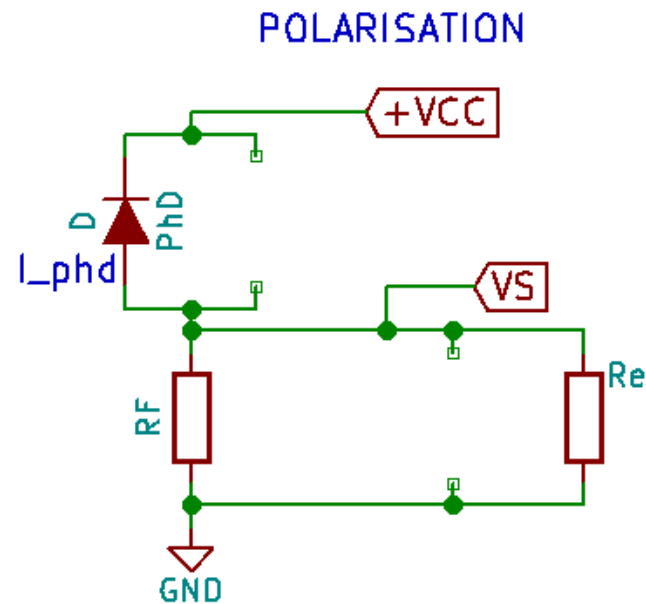 POLARISATION
+VCC
D
PhD
I_phd
VS
RF
Re
GND